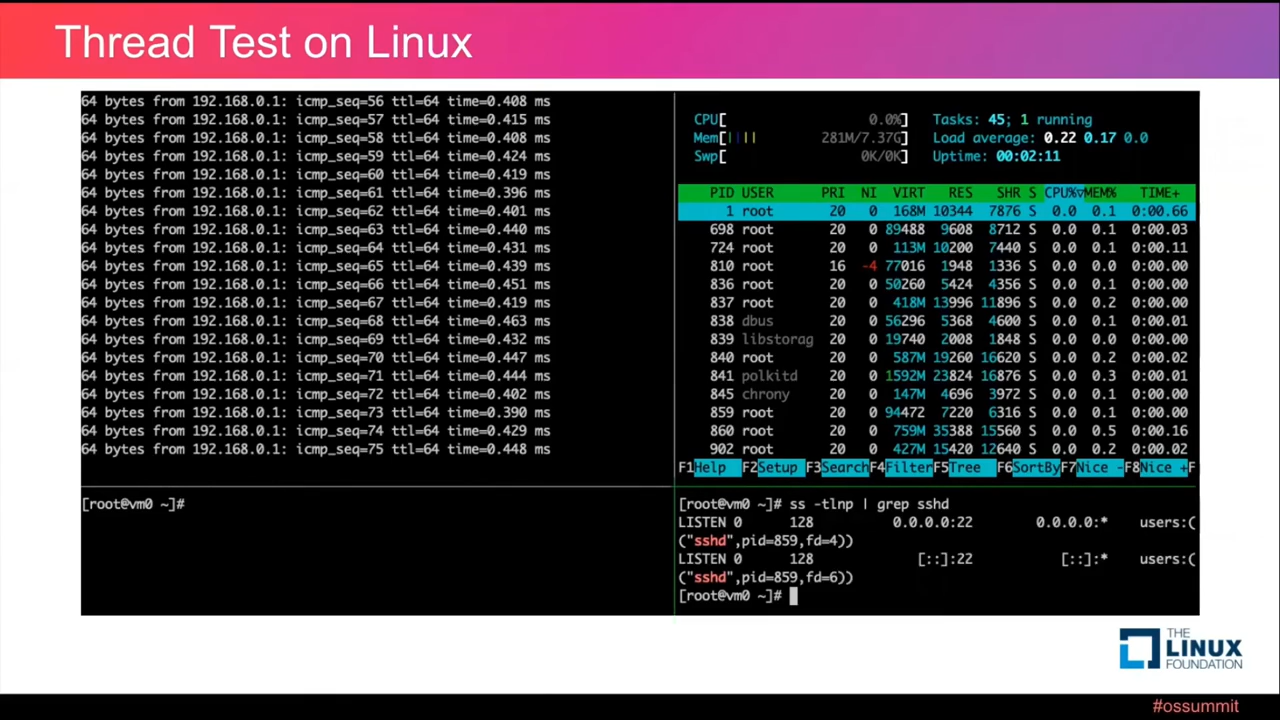 Thread Test on Linux
64 bytes from 192.168.0.1: icmp_seq=56 ttl=64 time=0.408 ms
64 bytes from 192.168.0.1: icmp_seq=57 ttl=64 time=0.415 ms
64 bytes from 192.168.0.1: icmp_seq=58 ttl=64 time=0.408 ms
64 bytes from 192.168.0.1: icmp_seq=59 ttl=64 time=0.424 ms
64 bytes from 192.168.0.1: icmp_seq=60 ttl=64 time=0.419 ms
64 bytes from 192.168.0.1: icmp_seq=61 ttl=64 time=0.396 ms
64 bytes from 192.168.0.1: icmp_seq=62 ttl=64 time=0.401 ms
64 bytes from 192.168.0.1: icmp_seq=63 ttl=64 time=0.440 ms
64 bytes from 192.168.0.1: icmp_seq=64 ttl=64 time=0.431 ms
64 bytes from 192.168.0.1: icmp_seq=65 ttl=64 time=0.439 ms
64 bytes from 192.168.0.1: icmp_seq=66 ttl=64 time=0.451 ms
64 bytes from 192.168.0.1: icmp_seq=67 ttl=64 time=0.419 ms
64 bytes from 192.168.0.1: icmp_seq=68 ttl=64 time=0.463 ms
64 bytes from 192.168.0.1: icmp_seq=69 ttl=64 time=0.432 ms
64 bytes from 192.168.0.1: icmp_seq=70 ttl=64 time=0.447 ms
64 bytes from 192.168.0.1: icmp_seq=71 ttl=64 time=0.444 ms
64 bytes from 192.168.0.1: icmp_seq=72 ttl=64 time=0.402 ms
64 bytes from 192.168.0.1: icmp_seq=73 ttl=64 time=0.390 ms
64 bytes from 192.168.0.1: icmp_seq=74 ttl=64 time=0.429 ms
64 bytes from 192.168.0.1: icmp_seq=75 ttl=64 time=0.448 ms
CPU[ 0.0%] Tasks: 45; 1 running
Mem[|||| 281M/7.37G] Load average: 0.22 0.17 0.0
Swp[ 0K/0K] Uptime: 00:02:11
PID USER PRI NI VIRT RES SHR S CPU%▽MEM% TIME+
1 root 20 0 168M 10344 7876 S 0.0 0.1 0:00.66
698 root 20 0 89488 9608 8712 S 0.0 0.1 0:00.03
724 root 20 0 113M 10200 7440 S 0.0 0.1 0:00.11
810 root 16 -4 77016 1948 1336 S 0.0 0.0 0:00.00
836 root 20 0 50260 5424 4356 S 0.0 0.1 0:00.00
837 root 20 0 418M 13996 11896 S 0.0 0.2 0:00.00
838 dbus 20 0 56296 5368 4600 S 0.0 0.1 0:00.01
839 libstorag 20 0 19740 2008 1848 S 0.0 0.0 0:00.00
840 root 20 0 587M 19260 16620 S 0.0 0.2 0:00.02
841 polkitd 20 0 1592M 23824 16876 S 0.0 0.3 0:00.01
845 chrony 20 0 147M 4696 3972 S 0.0 0.1 0:00.00
859 root 20 0 94472 7220 6316 S 0.0 0.1 0:00.00
860 root 20 0 759M 35388 15560 S 0.0 0.5 0:00.16
902 root 20 0 427M 15420 12640 S 0.0 0.2 0:00.02
F1Help F2Setup F3SearchF4FilterF5Tree F6SortByF7Nice -F8Nice +F
[root@vm0 ~]#
[root@vm0 ~]# ss -tlnp | grep sshd
LISTEN 0 128 0.0.0.0:22 0.0.0.0:* users:(
("sshd",pid=859,fd=4))
LISTEN 0 128 [::]:22 [::]:* users:(
("sshd",pid=859,fd=6))
[root@vm0 ~]#
THE
LINUX
FOUNDATION
#ossummit